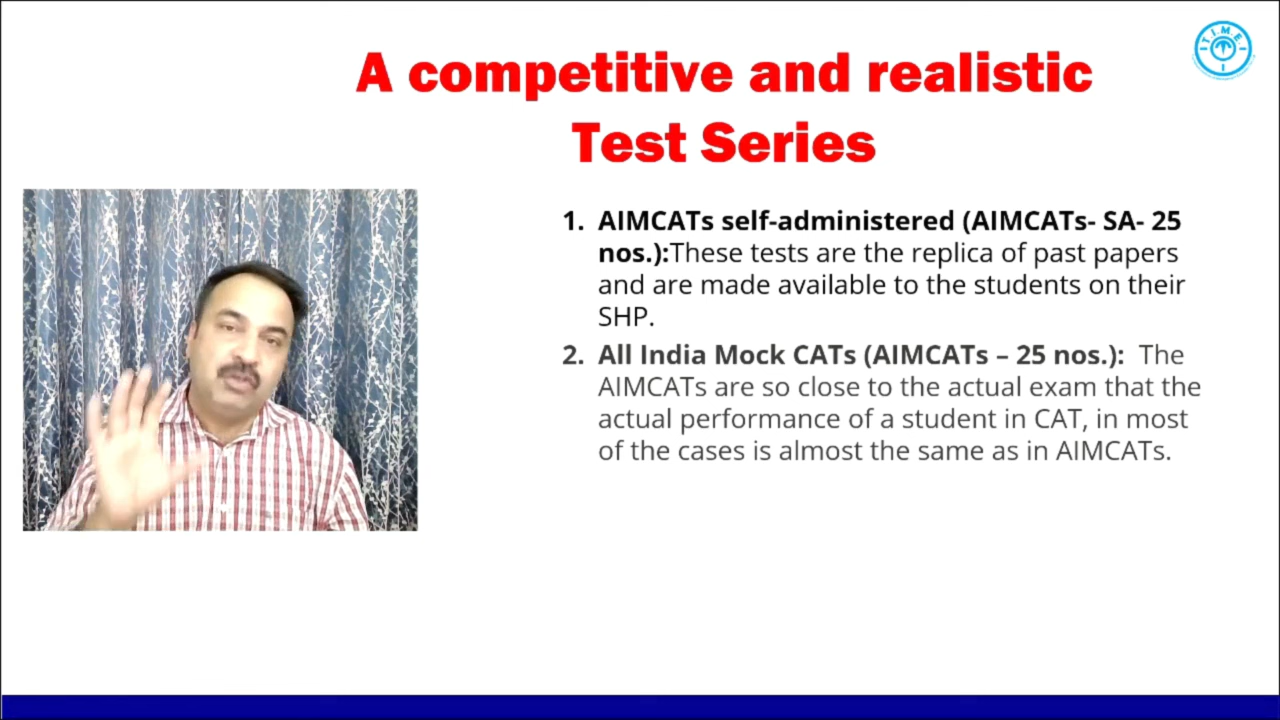 T.I.M.E.
A competitive and realistic
Test Series
1. AIMCATs self-administered (AIMCATs- SA- 25
nos.):These tests are the replica of past papers
and are made available to the students on their
SHP.
2. All India Mock CATs (AIMCATs – 25 nos.): The
AIMCATs are so close to the actual exam that the
actual performance of a student in CAT, in most
of the cases is almost the same as in AIMCATs.